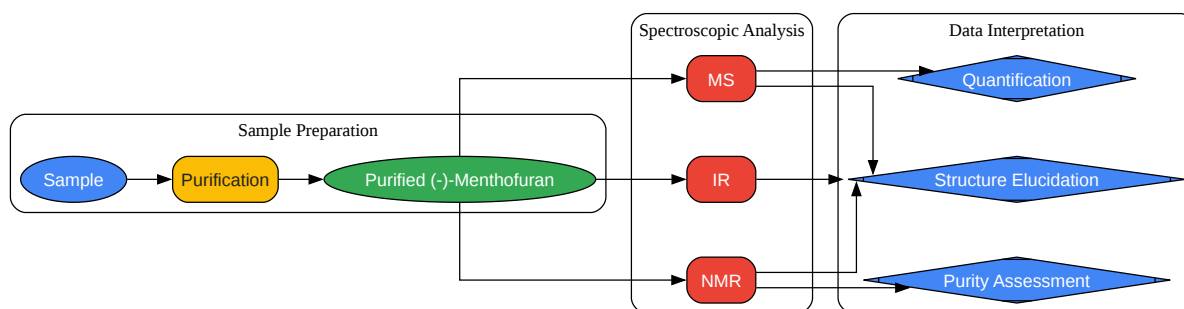 Spectroscopic Analysis
Data Interpretation
MS
Quantification
Sample Preparation
Sample
Purification
Purified (-)-Menthofuran
IR
Structure Elucidation
NMR
Purity Assessment